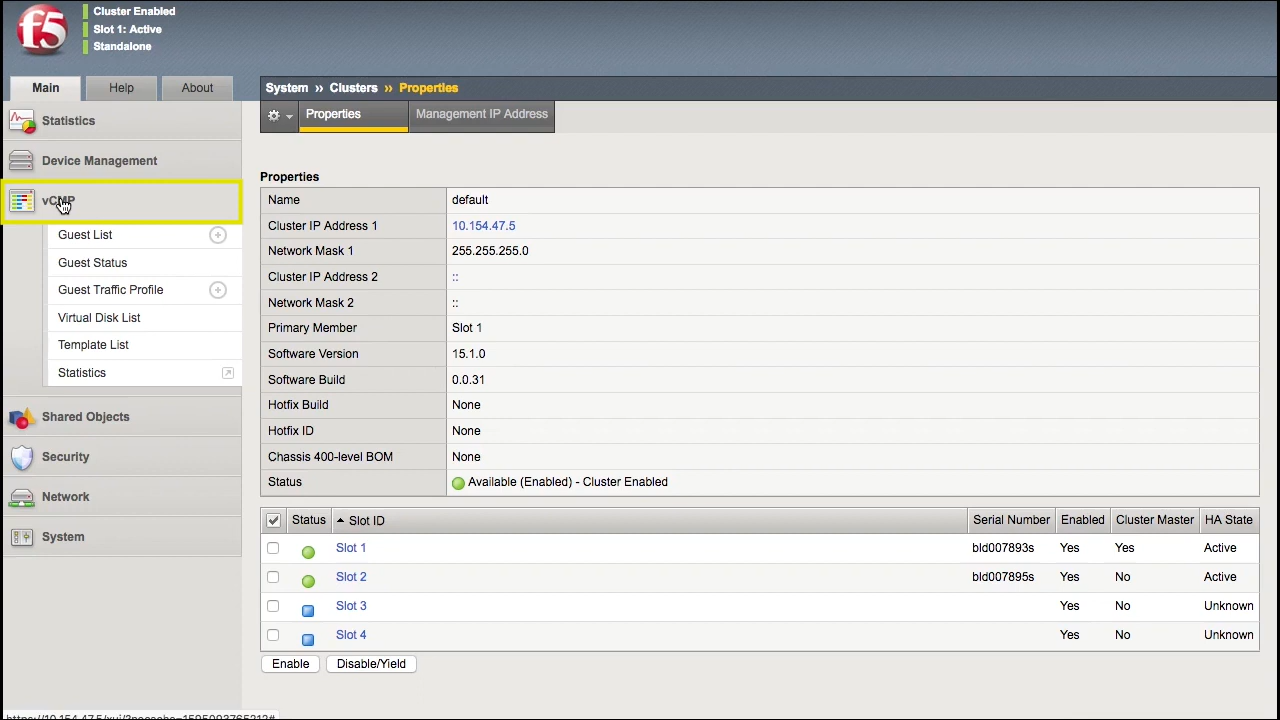 f5
Cluster Enabled
Slot 1: Active
Standalone
Main Help About
System » Clusters » Properties
Properties Management IP Address
Statistics
Device Management
vCMP
Guest List
Guest Status
Guest Traffic Profile
Virtual Disk List
Template List
Statistics
Shared Objects
Security
Network
System
Properties
Name default
Cluster IP Address 1 10.154.47.5
Network Mask 1 255.255.255.0
Cluster IP Address 2 ::
Network Mask 2 ::
Primary Member Slot 1
Software Version 15.1.0
Software Build 0.0.31
Hotfix Build None
Hotfix ID None
Chassis 400-level BOM None
Status Available (Enabled) - Cluster Enabled
Status Slot ID Serial Number Enabled Cluster Master HA State
Slot 1 bld007893s Yes Yes Active
Slot 2 bld007895s Yes No Active
Slot 3 Yes No Unknown
Slot 4 Yes No Unknown
Enable Disable/Yield